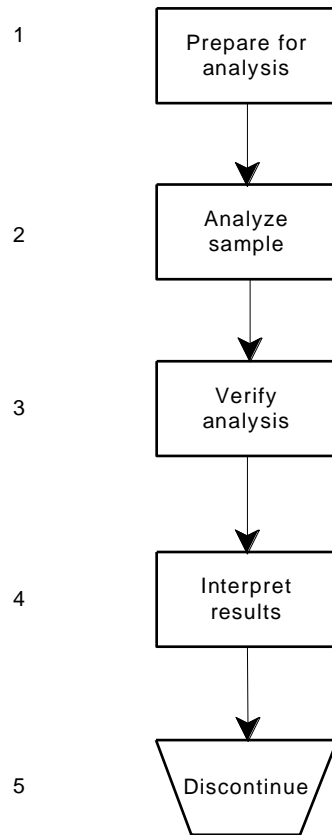 1
Prepare for
analysis
2
Analyze
sample
3
Verify
analysis
4
Interpret
results
5
Discontinue